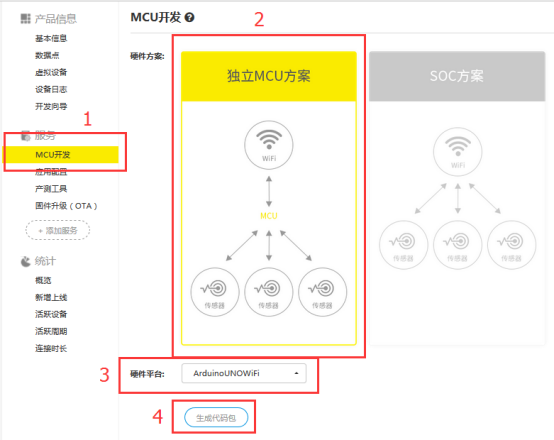 产品信息
基本信息
数据点
虚拟设备
设备日志
开发向导
1
服务
MCU开发
应用配置
产测工具
固件升级（OTA）
+ 添加服务
统计
概览
新增上线
活跃设备
活跃周期
连接时长
MCU开发 ?
2
硬件方案:
独立MCU方案
WiFi
MCU
传感器 传感器 传感器
SOC方案
WiFi
传感器 传感器 传感器
3
硬件平台: ArduinoUNOWiFi
4
生成代码包